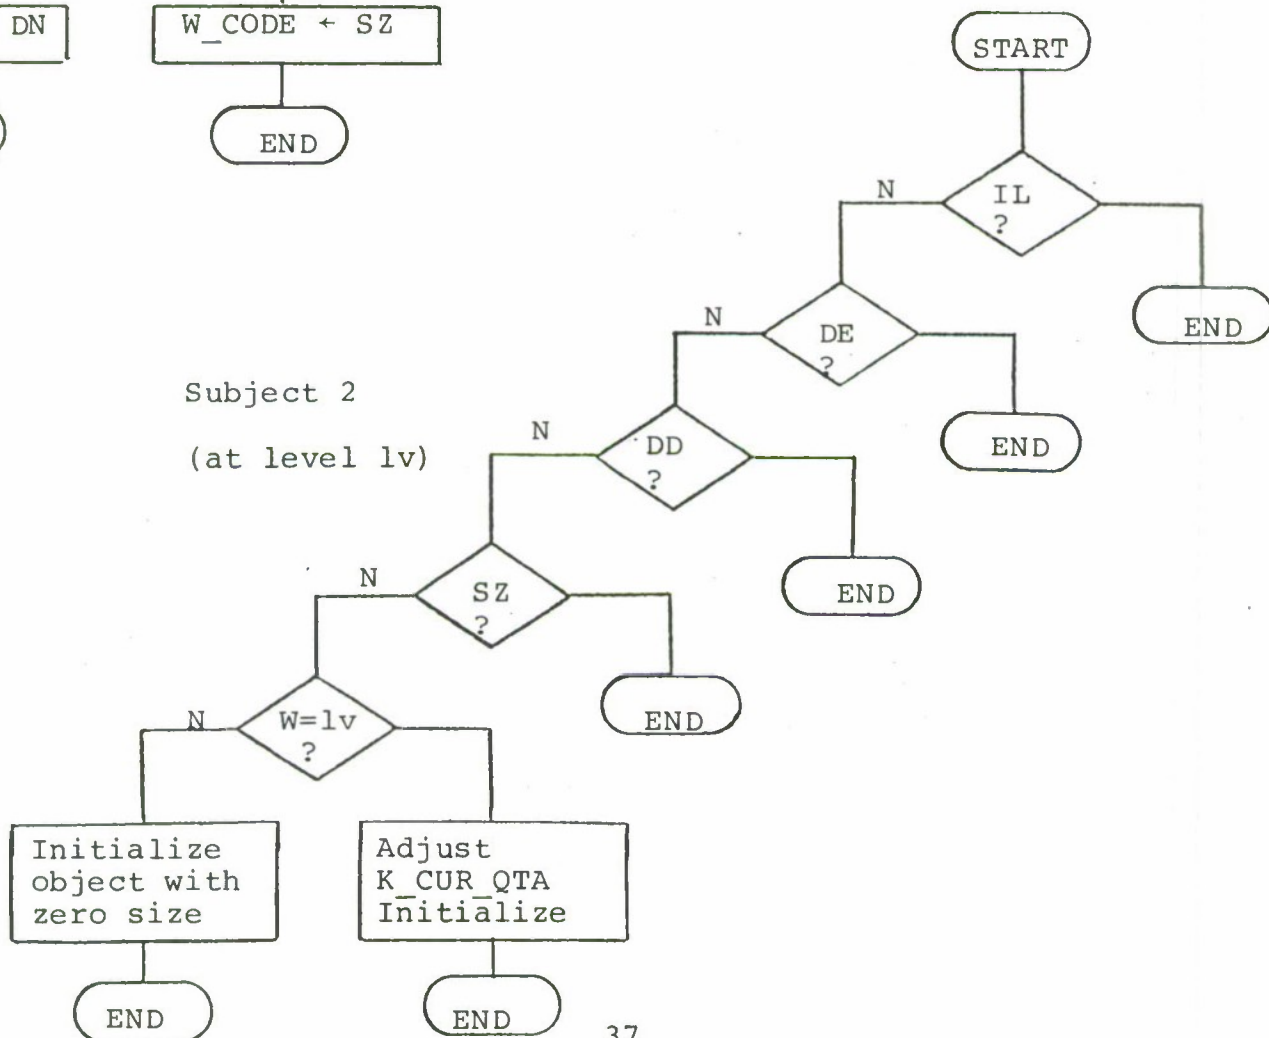 DN
W_CODE ← SZ
END
START
IL
?
N
END
DE
?
N
END
Subject 2
(at level lv)
DD
?
N
END
SZ
?
N
END
W=lv
?
N
Initialize
object with
zero size
Adjust
K_CUR_QTA
Initialize
END
END
37